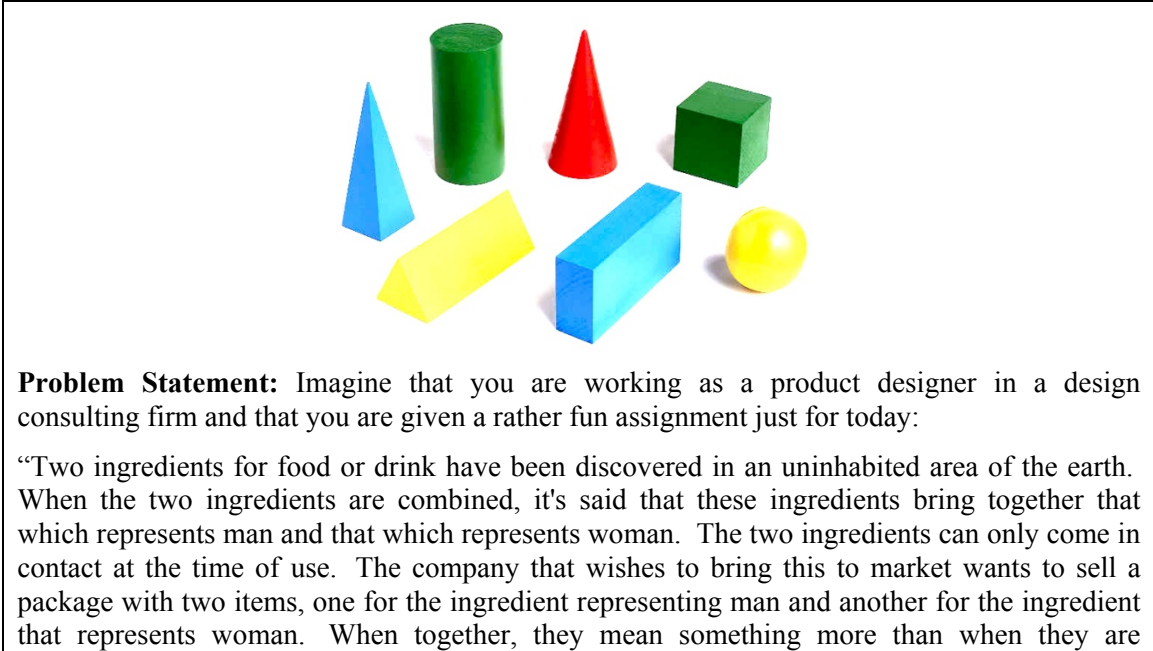 Problem Statement: Imagine that you are working as a product designer in a design
consulting firm and that you are given a rather fun assignment just for today:
“Two ingredients for food or drink have been discovered in an uninhabited area of the earth.
When the two ingredients are combined, it's said that these ingredients bring together that
which represents man and that which represents woman. The two ingredients can only come in
contact at the time of use. The company that wishes to bring this to market wants to sell a
package with two items, one for the ingredient representing man and another for the ingredient
that represents woman. When together, they mean something more than when they are